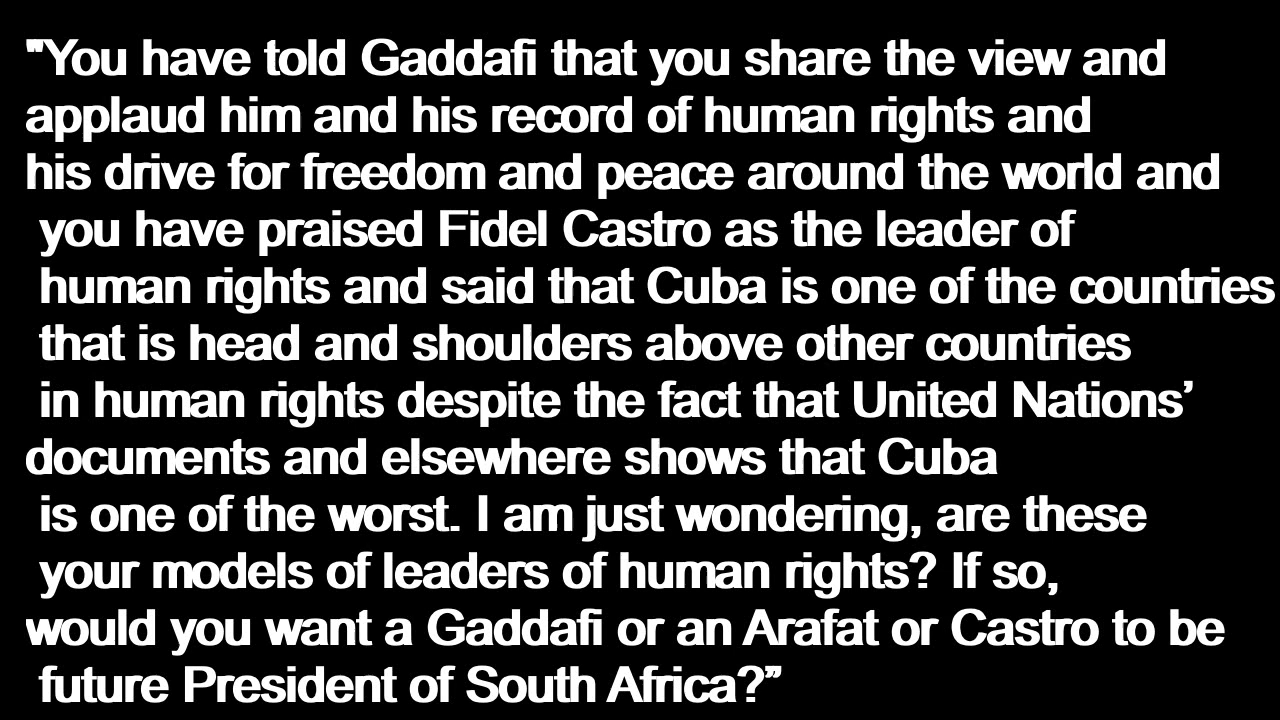 "You have told Gaddafi that you share the view and
applaud him and his record of human rights and
his drive for freedom and peace around the world and
you have praised Fidel Castro as the leader of
human rights and said that Cuba is one of the countries
that is head and shoulders above other countries
in human rights despite the fact that United Nations’
documents and elsewhere shows that Cuba
is one of the worst. I am just wondering, are these
your models of leaders of human rights? If so,
would you want a Gaddafi or an Arafat or Castro to be
future President of South Africa?”